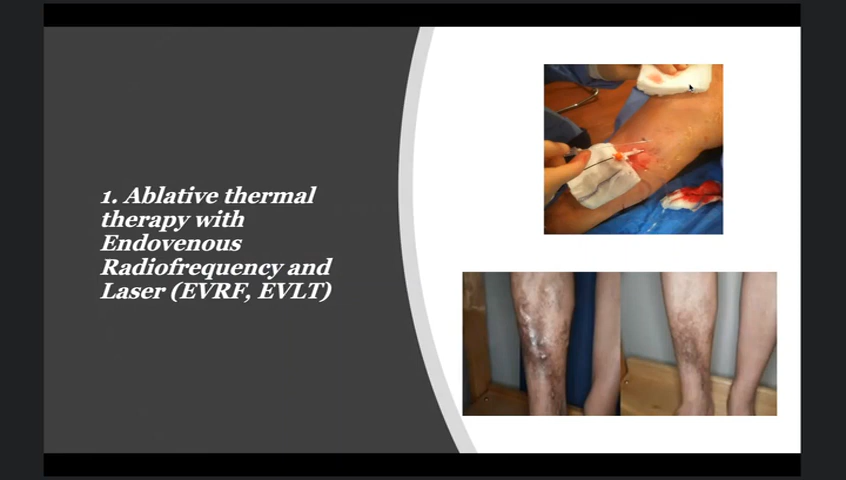 1. Ablative thermal
therapy with
Endovenous
Radiofrequency and
Laser (EVRF, EVLT)